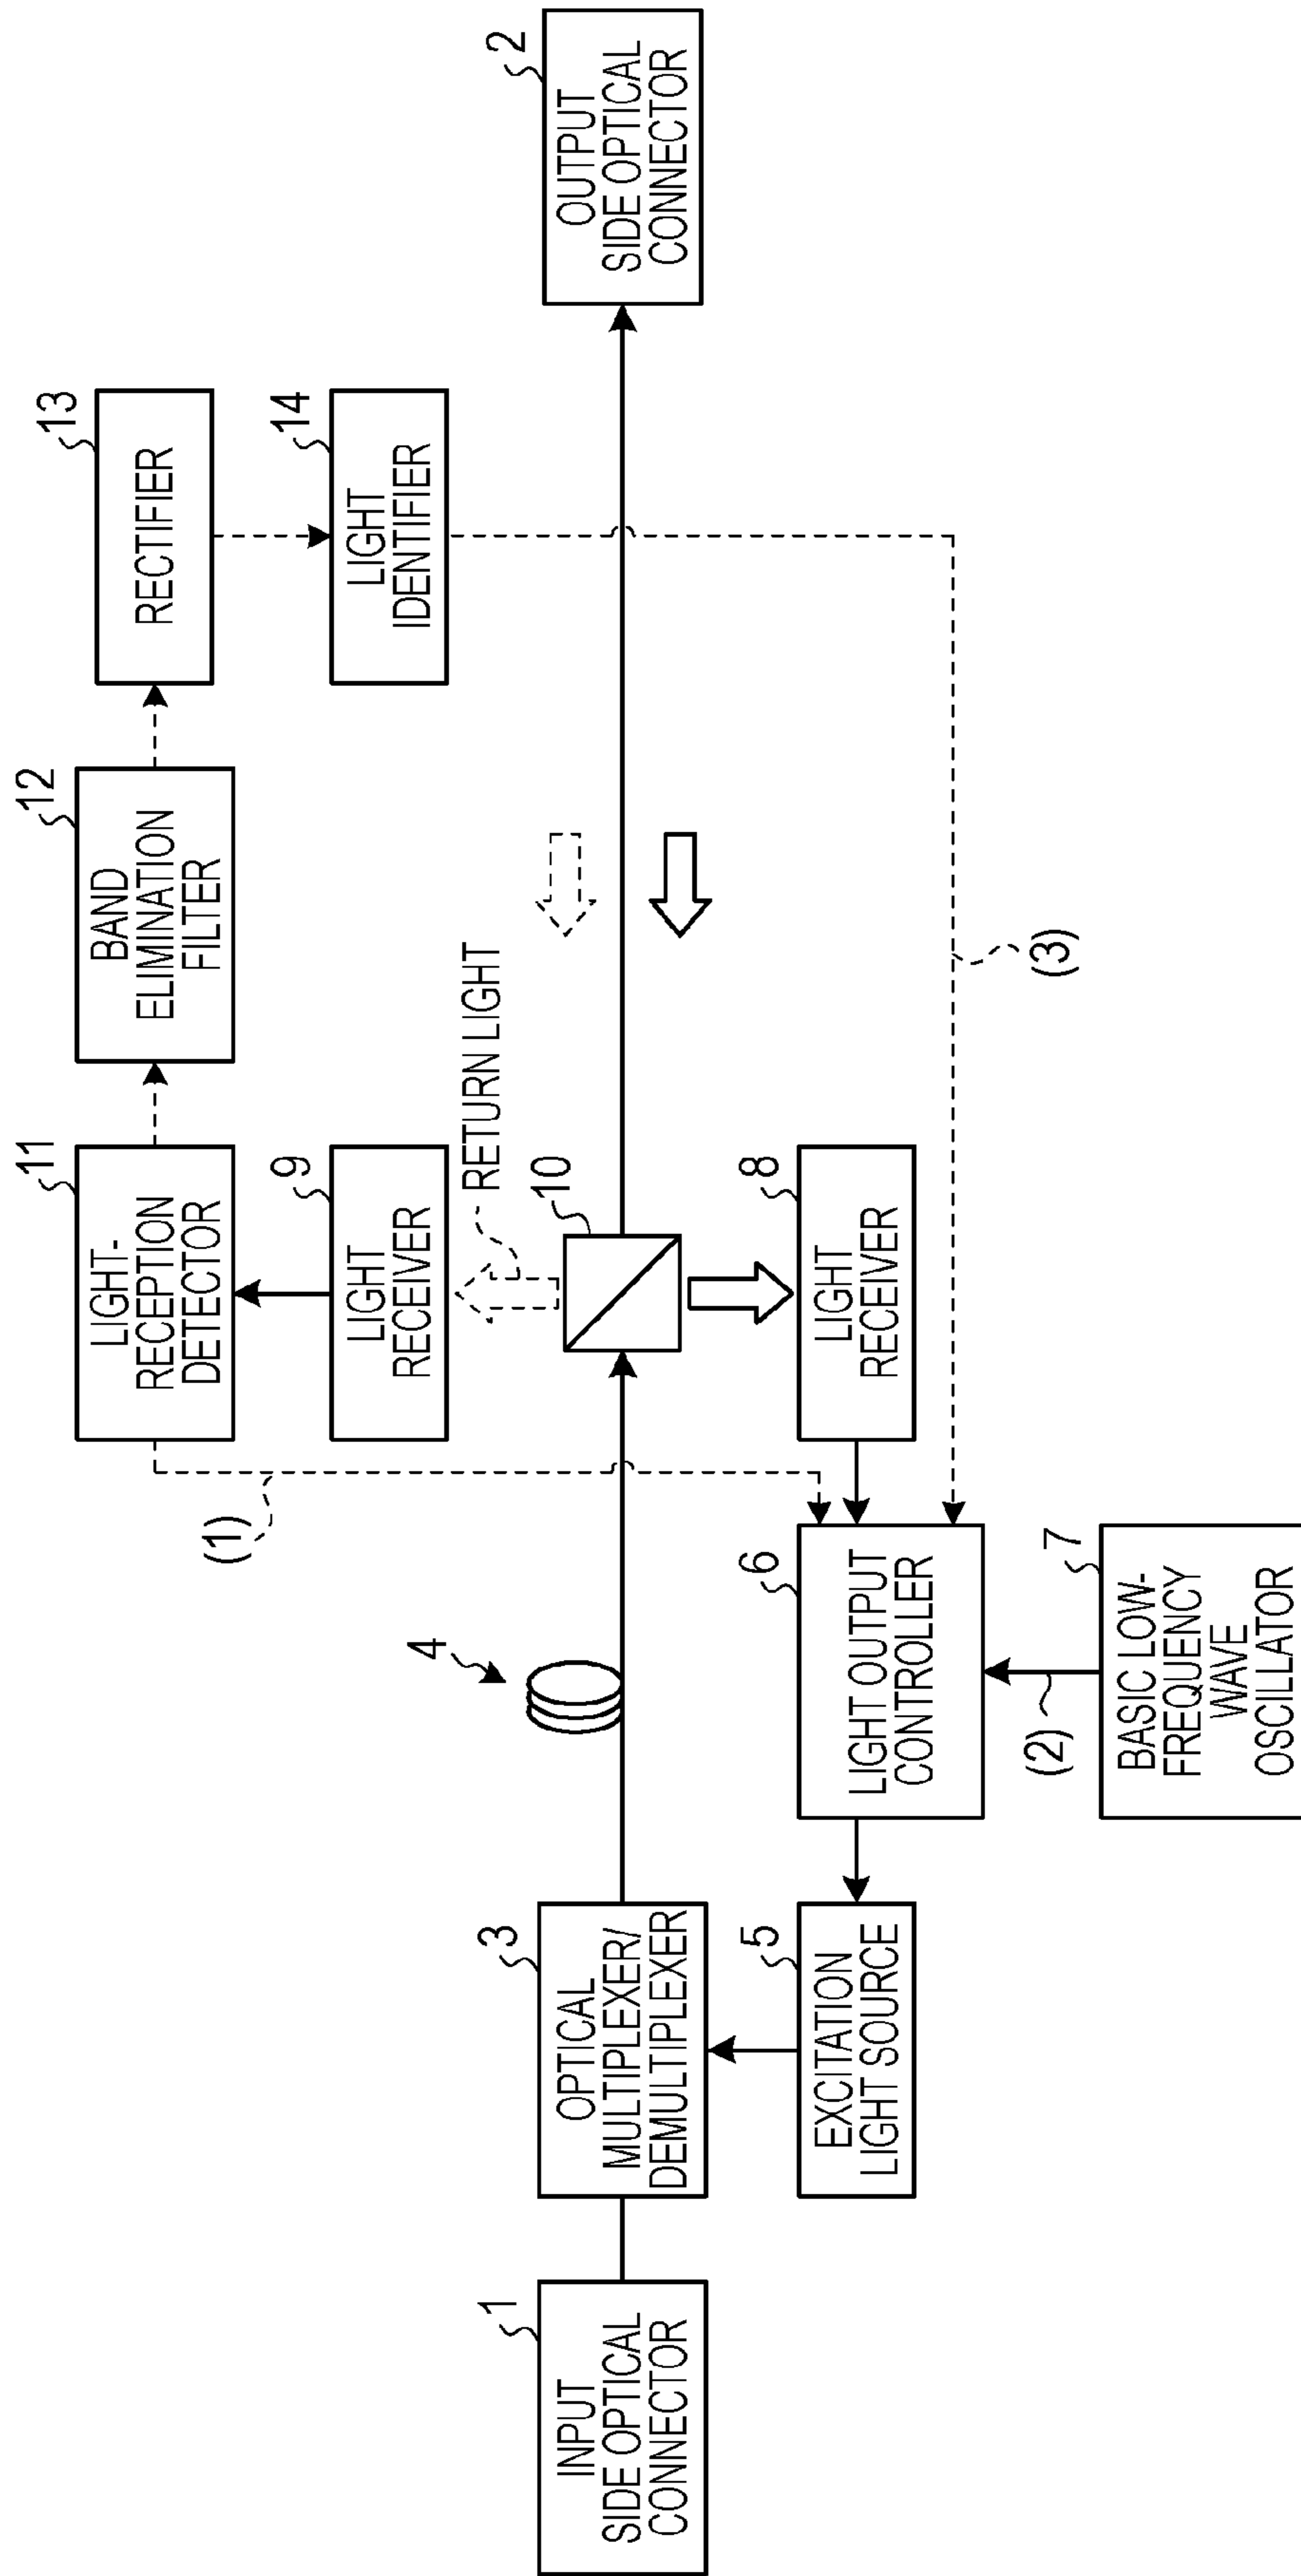 1
INPUT
SIDE OPTICAL
CONNECTOR
3
OPTICAL
MULTIPLEXER/
DEMULTIPLEXER
4
10
RETURN LIGHT
2
OUTPUT
SIDE OPTICAL
CONNECTOR
11
LIGHT-
RECEPTION
DETECTOR
12
BAND
ELIMINATION
FILTER
13
RECTIFIER
14
LIGHT
IDENTIFIER
9
LIGHT
RECEIVER
(1)
5
EXCITATION
LIGHT SOURCE
6
LIGHT OUTPUT
CONTROLLER
8
LIGHT
RECEIVER
(3)
(2)
7
BASIC LOW-
FREQUENCY
WAVE
OSCILLATOR